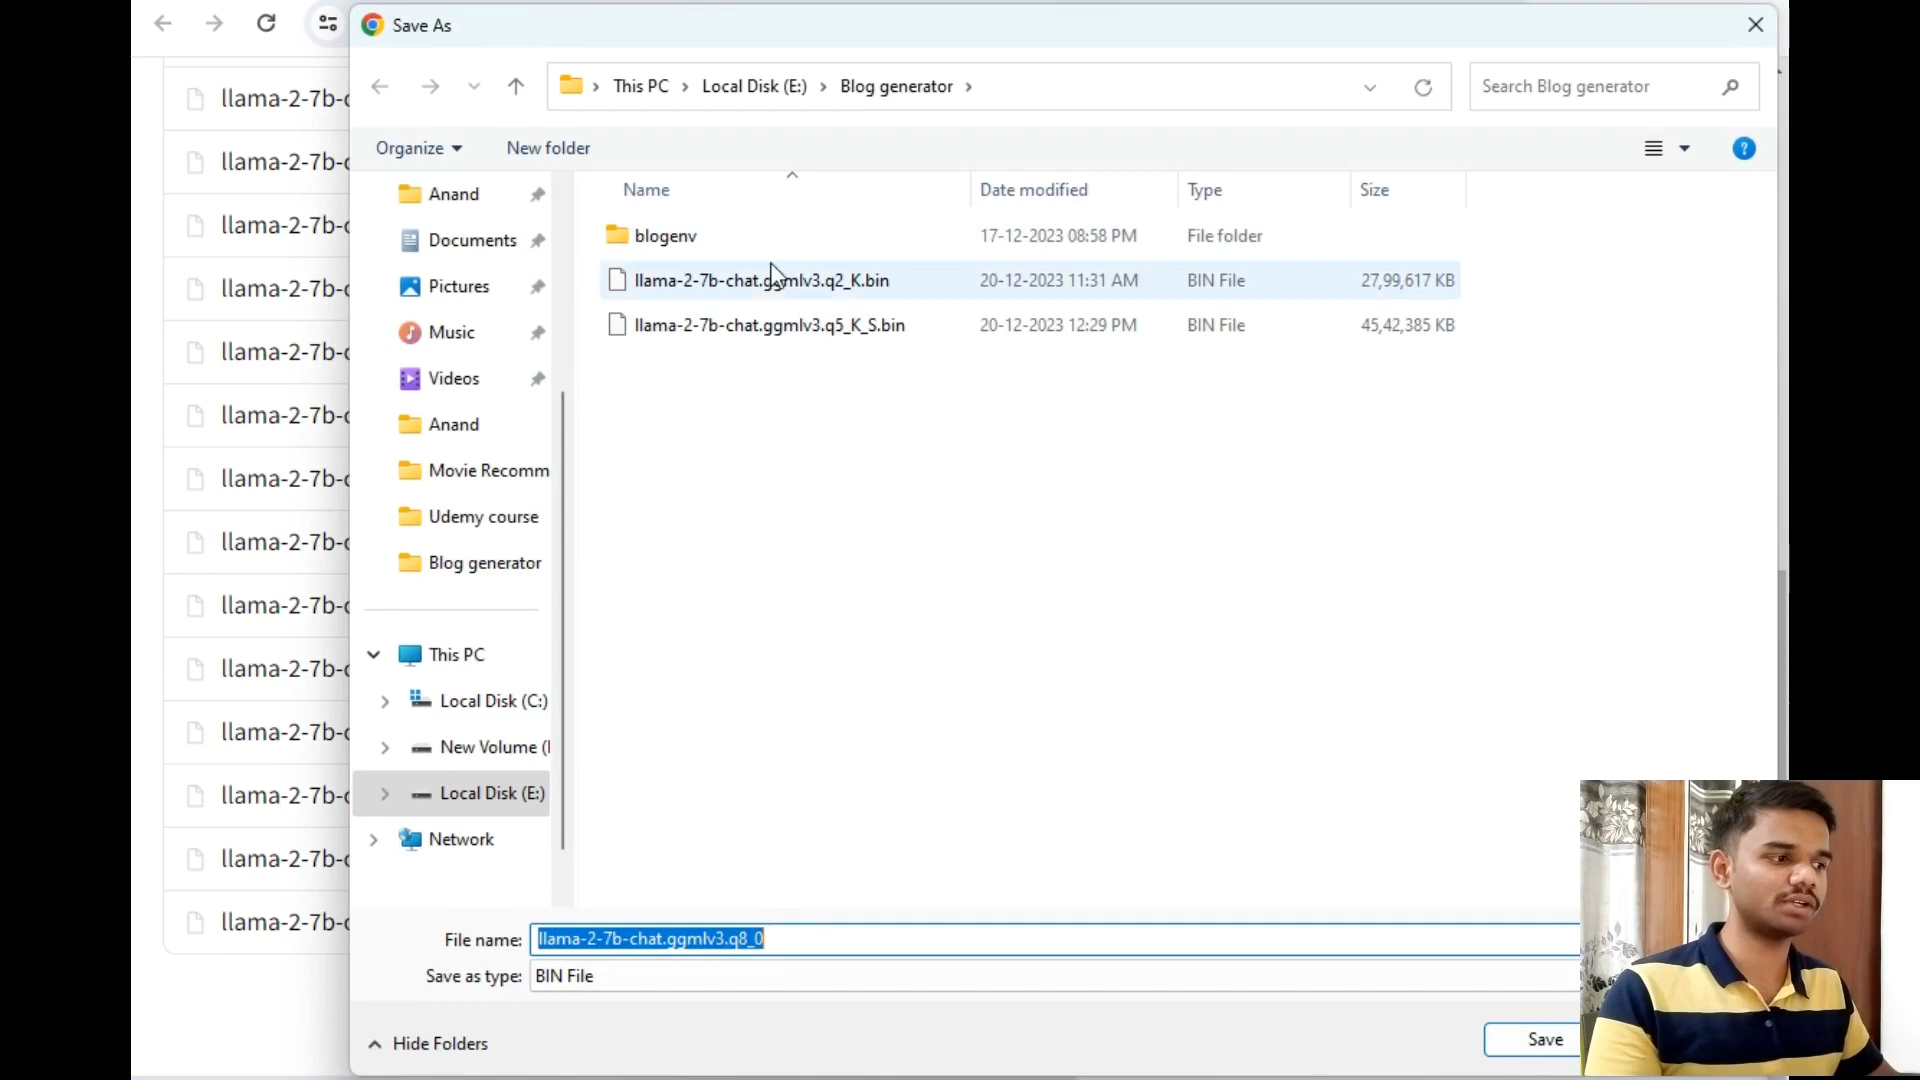 Save As
This PC
Local Disk (E:)
Blog generator
Search Blog generator
Organize
New folder
Name
Date modified
Type
Size
blogenv
17-12-2023 08:58 PM
File folder
llama-2-7b-chat.ggmlv3.q2_K.bin
20-12-2023 11:31 AM
BIN File
27,99,617 KB
llama-2-7b-chat.ggmlv3.q5_K_S.bin
20-12-2023 12:29 PM
BIN File
45,42,385 KB
Anand
Documents
Pictures
Music
Videos
Anand
Movie Recomm
Udemy course
Blog generator
This PC
Local Disk (C:)
New Volume (
Local Disk (E:)
Network
llama-2-7b-c
llama-2-7b-c
llama-2-7b-c
llama-2-7b-c
llama-2-7b-c
llama-2-7b-c
llama-2-7b-c
llama-2-7b-c
llama-2-7b-c
llama-2-7b-c
llama-2-7b-c
llama-2-7b-c
llama-2-7b-c
llama-2-7b-c
File name:
llama-2-7b-chat.ggmlv3.q8_0
Save as type:
BIN File
Hide Folders
Save